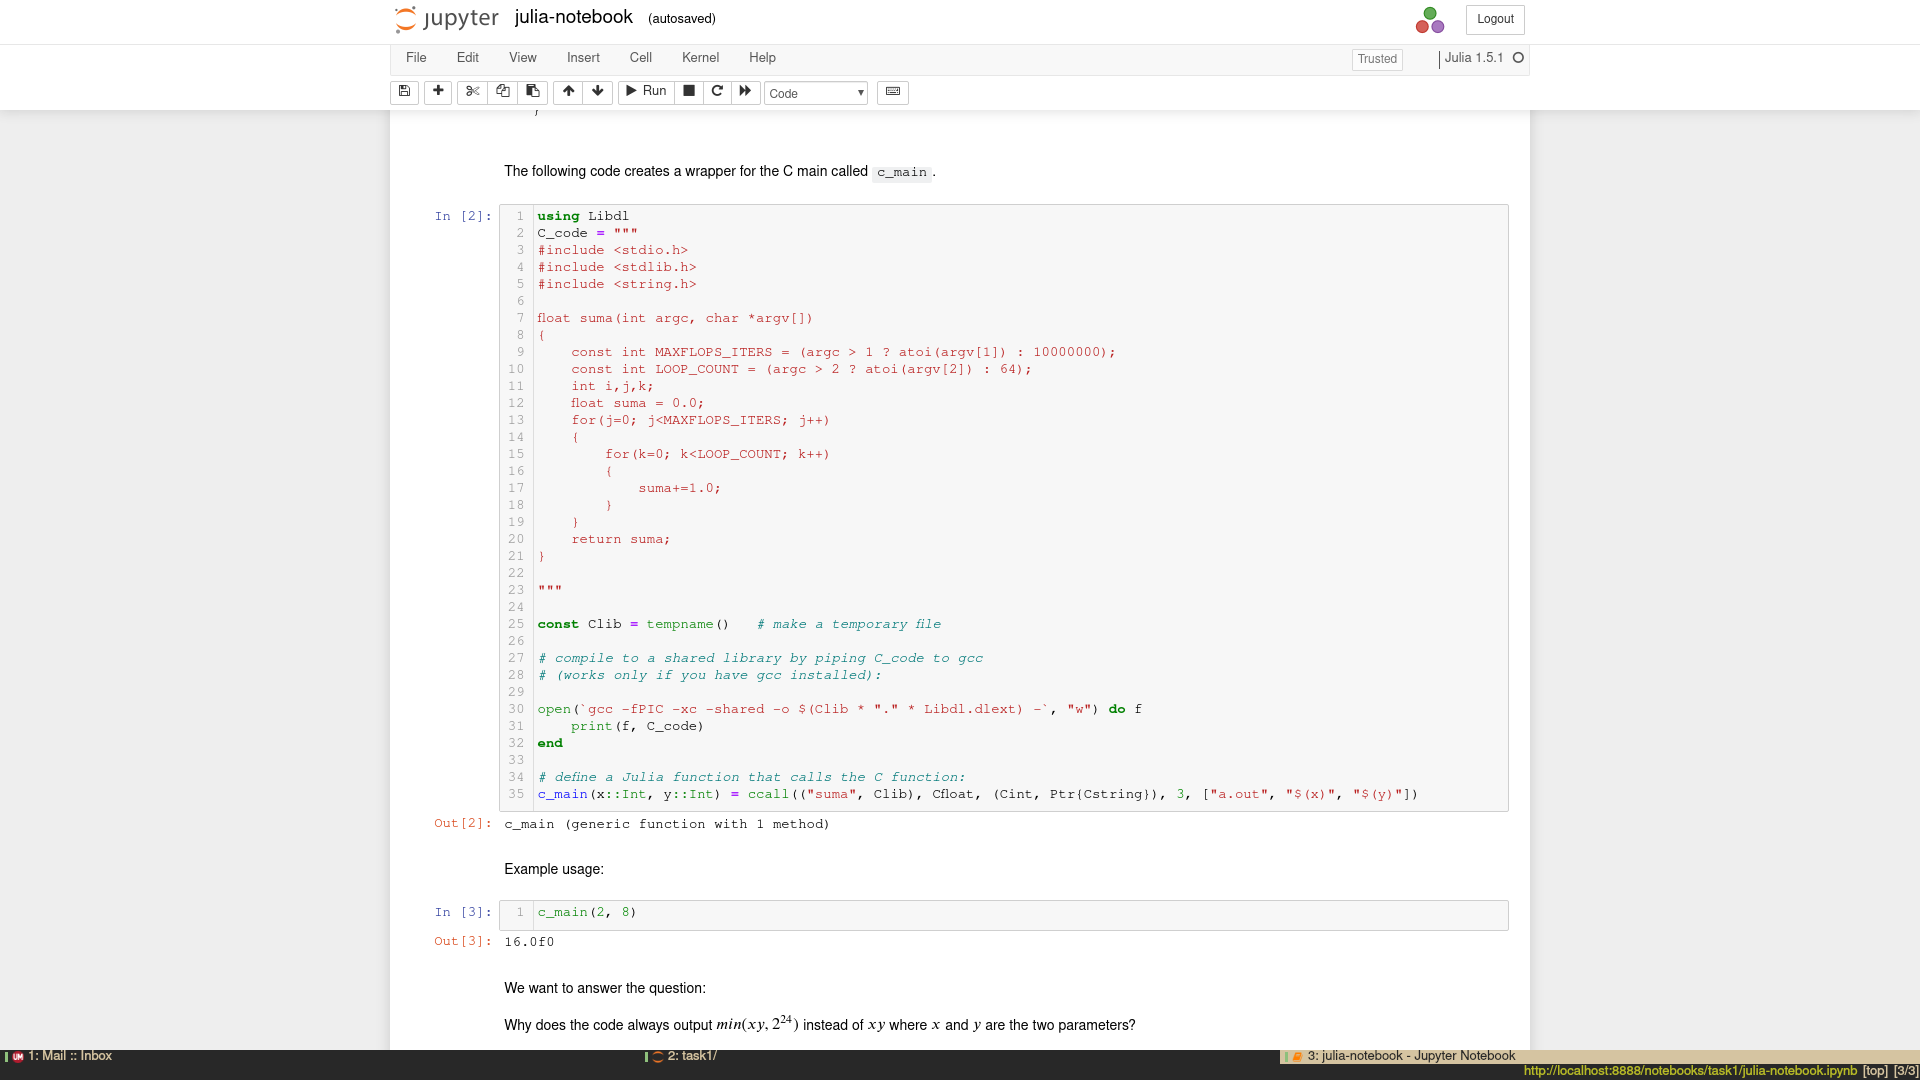 jupyter julia-notebook (autosaved) Logout
File Edit View Insert Cell Kernel Help Trusted Julia 1.5.1
Run Code
}
The following code creates a wrapper for the C main called c_main.
In [2]:
1 using Libdl
2 C_code = """
3 #include <stdio.h>
4 #include <stdlib.h>
5 #include <string.h>
6
7 float suma(int argc, char *argv[])
8 {
9     const int MAXFLOPS_ITERS = (argc > 1 ? atoi(argv[1]) : 10000000);
10     const int LOOP_COUNT = (argc > 2 ? atoi(argv[2]) : 64);
11     int i,j,k;
12     float suma = 0.0;
13     for(j=0; j<MAXFLOPS_ITERS; j++)
14     {
15         for(k=0; k<LOOP_COUNT; k++)
16         {
17             suma+=1.0;
18         }
19     }
20     return suma;
21 }
22
23 """
24
25 const Clib = tempname()   # make a temporary file
26
27 # compile to a shared library by piping C_code to gcc
28 # (works only if you have gcc installed):
29
30 open(`gcc -fPIC -xc -shared -o $(Clib * "." * Libdl.dlext) -`, "w") do f
31     print(f, C_code)
32 end
33
34 # define a Julia function that calls the C function:
35 c_main(x::Int, y::Int) = ccall(("suma", Clib), Cfloat, (Cint, Ptr{Cstring}), 3, ["a.out", "$(x)", "$(y)"])
Out[2]: c_main (generic function with 1 method)
Example usage:
In [3]: 1 c_main(2, 8)
Out[3]: 16.0f0
We want to answer the question:
Why does the code always output min(xy, 2²⁴) instead of xy where x and y are the two parameters?
1: Mail :: Inbox 2: task1/ 3: julia-notebook - Jupyter Notebook
http://localhost:8888/notebooks/task1/julia-notebook.ipynb [top] [3/3]